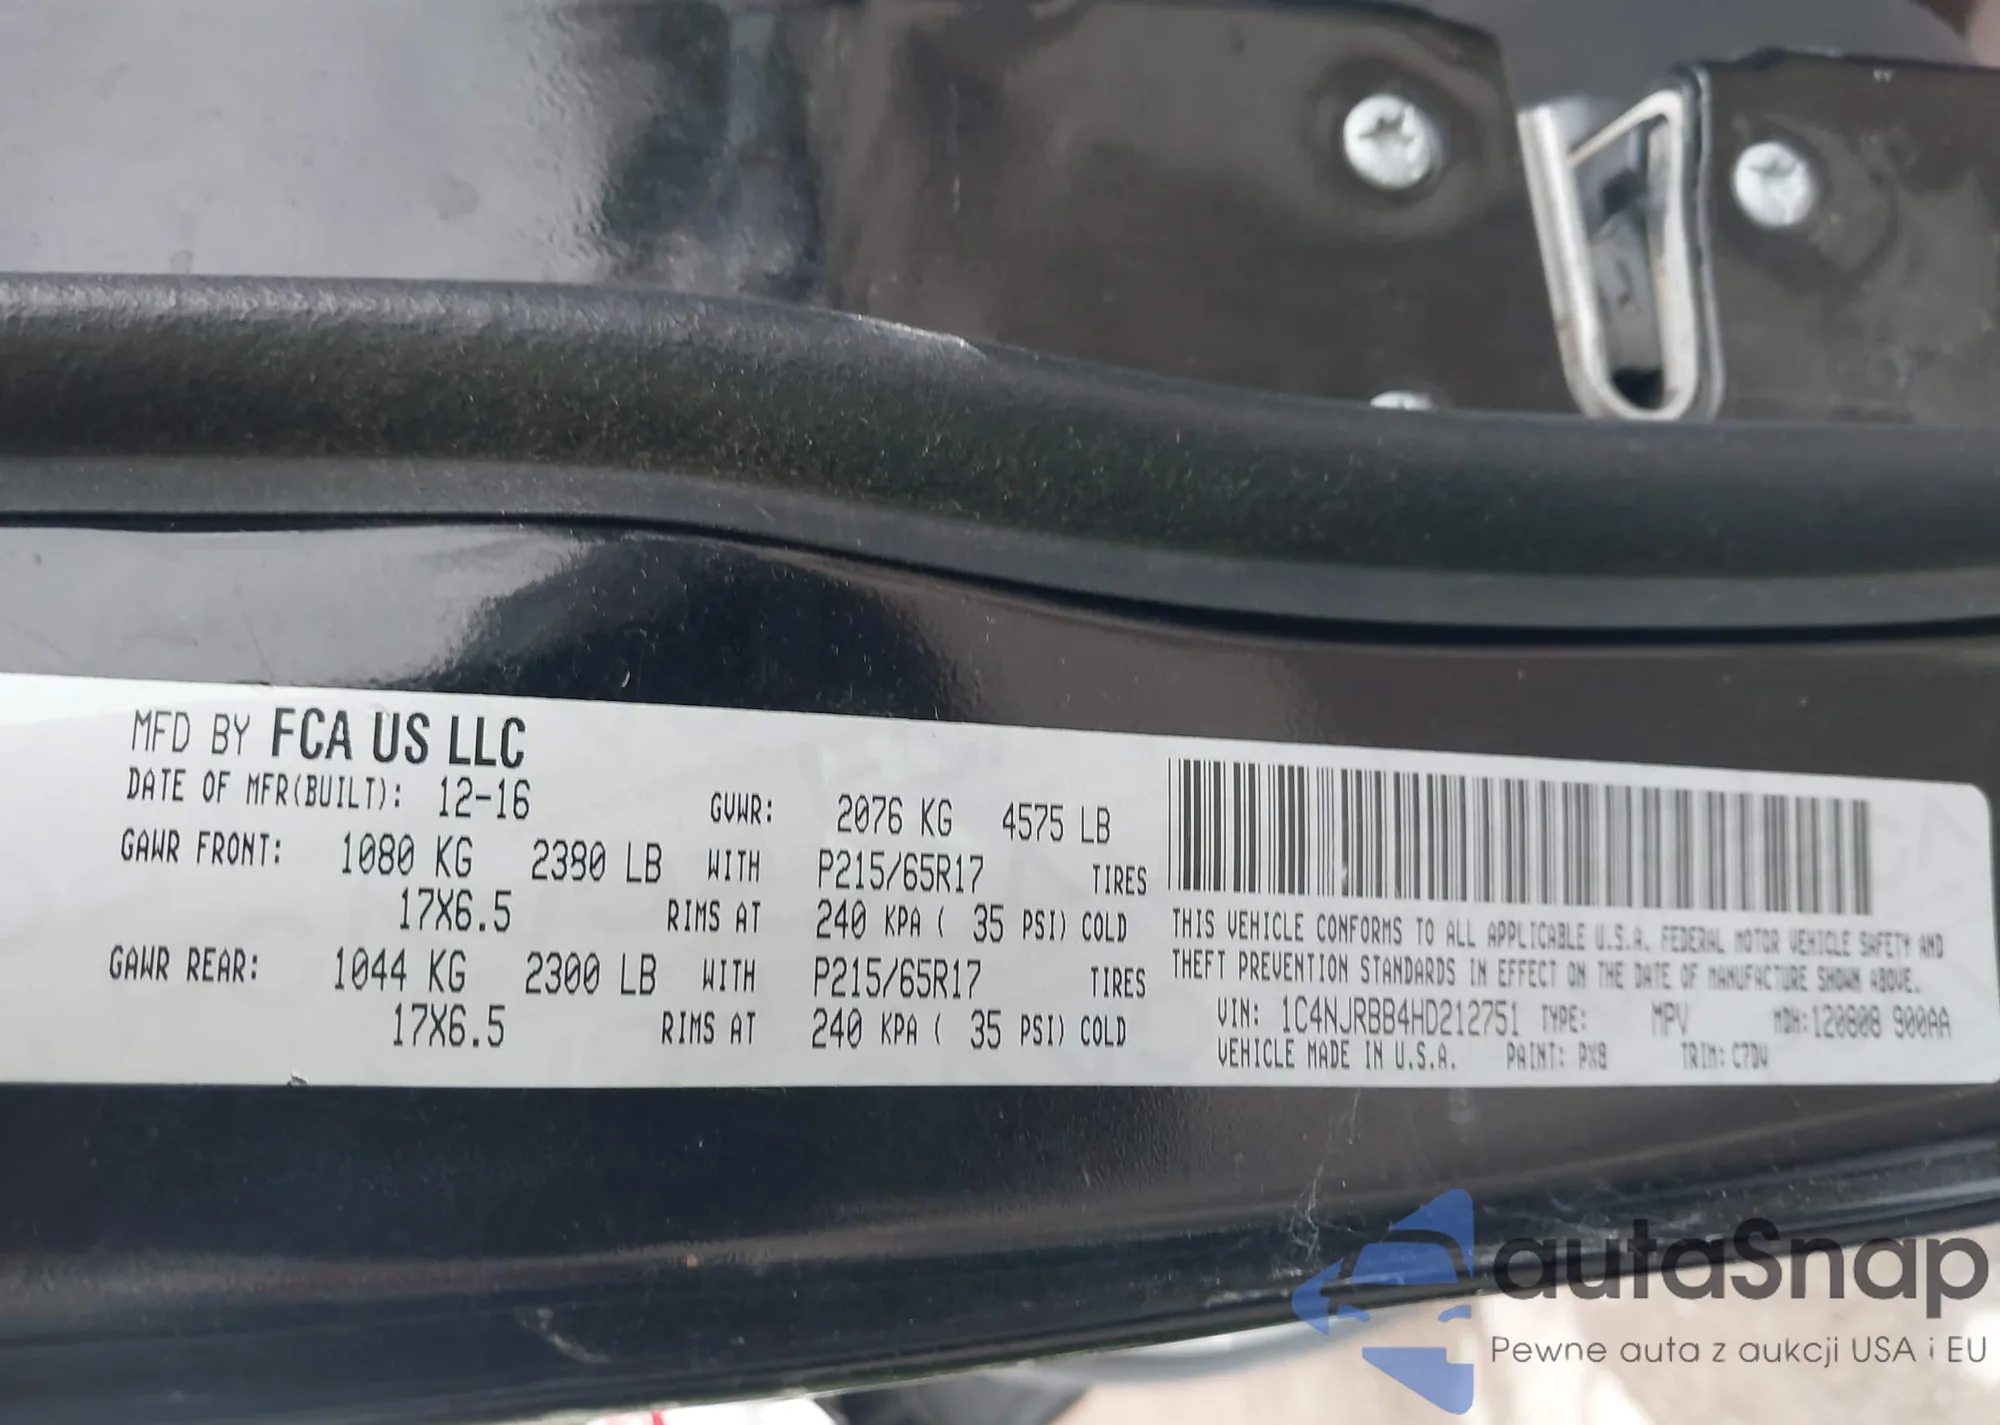 MFD BY FCA US LLC
DATE OF MFR(BUILT): 12-16 GVWR: 2076 KG 4575 LB
GAWR FRONT: 1080 KG 2380 LB WITH P215/65R17 TIRES
17X6.5 RIMS AT 240 KPA ( 35 PSI) COLD
GAWR REAR: 1044 KG 2300 LB WITH P215/65R17 TIRES
17X6.5 RIMS AT 240 KPA ( 35 PSI) COLD
THIS VEHICLE CONFORMS TO ALL APPLICABLE U.S.A. FEDERAL MOTOR VEHICLE SAFETY AND
THEFT PREVENTION STANDARDS IN EFFECT ON THE DATE OF MANUFACTURE SHOWN ABOVE.
VIN: 1C4NJRBB4HD212751 TYPE: MPV MDH: 120808 900AA
VEHICLE MADE IN U.S.A. PAINT: PX8 TRIM: C7DV
autaSnap
Pewne auta z aukcji USA i EU